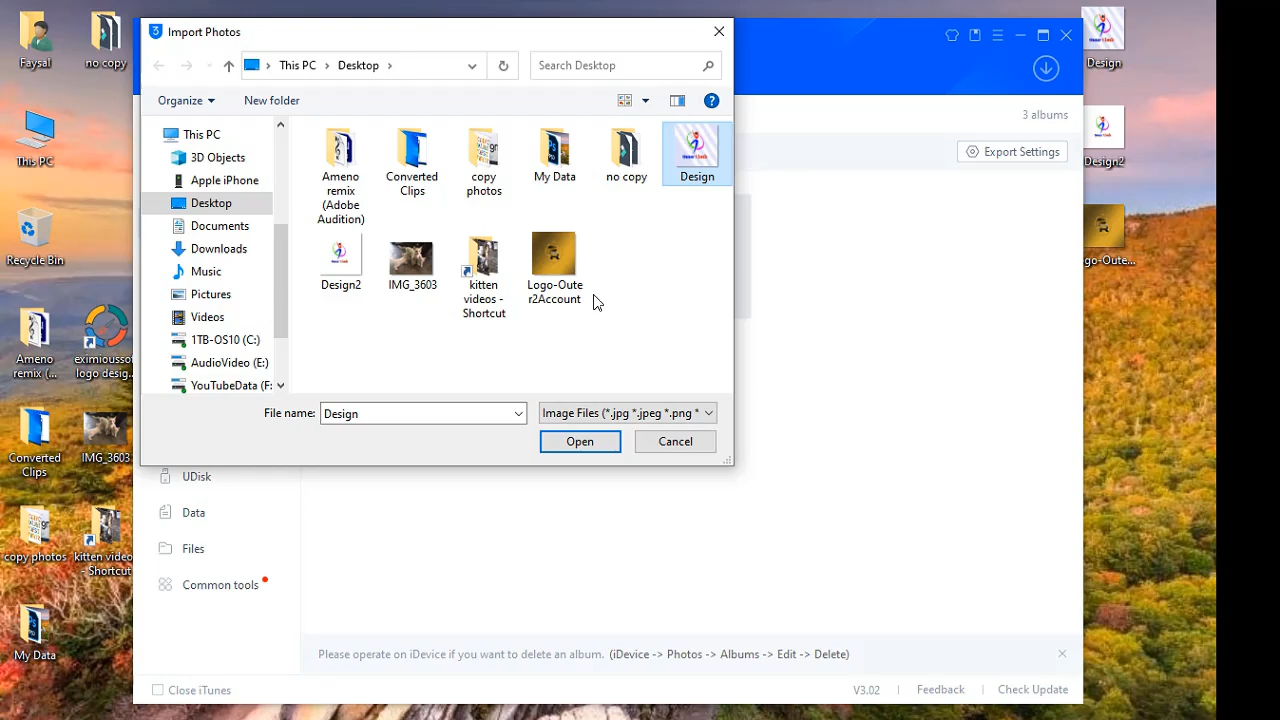 Faysal
no copy
This PC
Recycle Bin
Ameno
remix (...
eximioussof
logo desig...
Converted
Clips
IMG_3603
copy photos
kitten video
- Shortcut
My Data
Import Photos
This PC
Desktop
Search Desktop
Organize
New folder
This PC
3D Objects
Apple iPhone
Desktop
Documents
Downloads
Music
Pictures
Videos
1TB-OS10 (C:)
AudioVideo (E:)
YouTubeData (F:
Ameno
remix
(Adobe
Audition)
Converted
Clips
copy
photos
My Data
no copy
Design
Design2
IMG_3603
kitten
videos -
Shortcut
Logo-Oute
r2Account
File name:
Design
Image Files (*.jpg *.jpeg *.png *
Open
Cancel
3 albums
Export Settings
UDisk
Data
Files
Common tools
Please operate on iDevice if you want to delete an album. (iDevice -> Photos -> Albums -> Edit -> Delete)
Close iTunes
V3.02
Feedback
Check Update
Design
Design2
go-Oute...